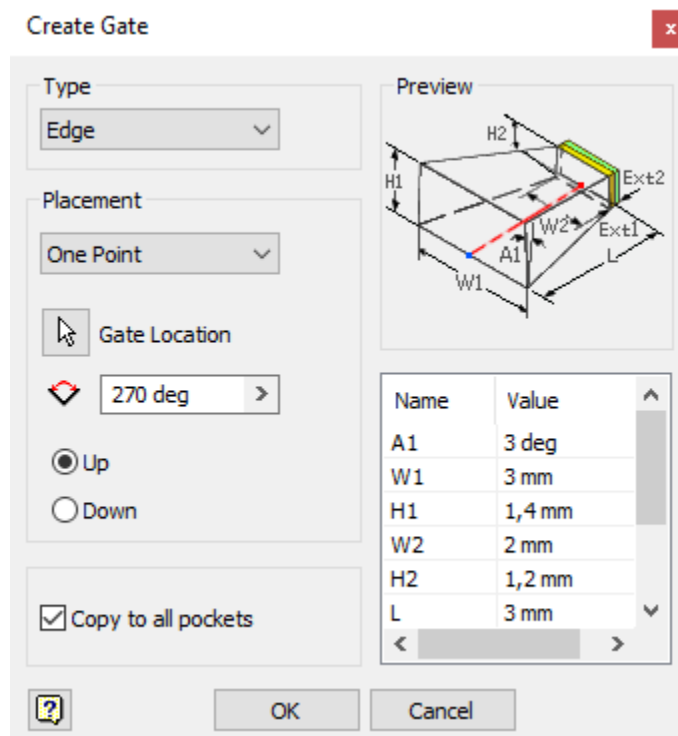 Create Gate
x
Type
Edge
Placement
One Point
Gate Location
270 deg >
Up
Down
Copy to all pockets
Preview
H2
H1
Ext2
W2
Ext1
A1
L
W1
Name Value
A1 3 deg
W1 3 mm
H1 1,4 mm
W2 2 mm
H2 1,2 mm
L 3 mm
?
OK
Cancel